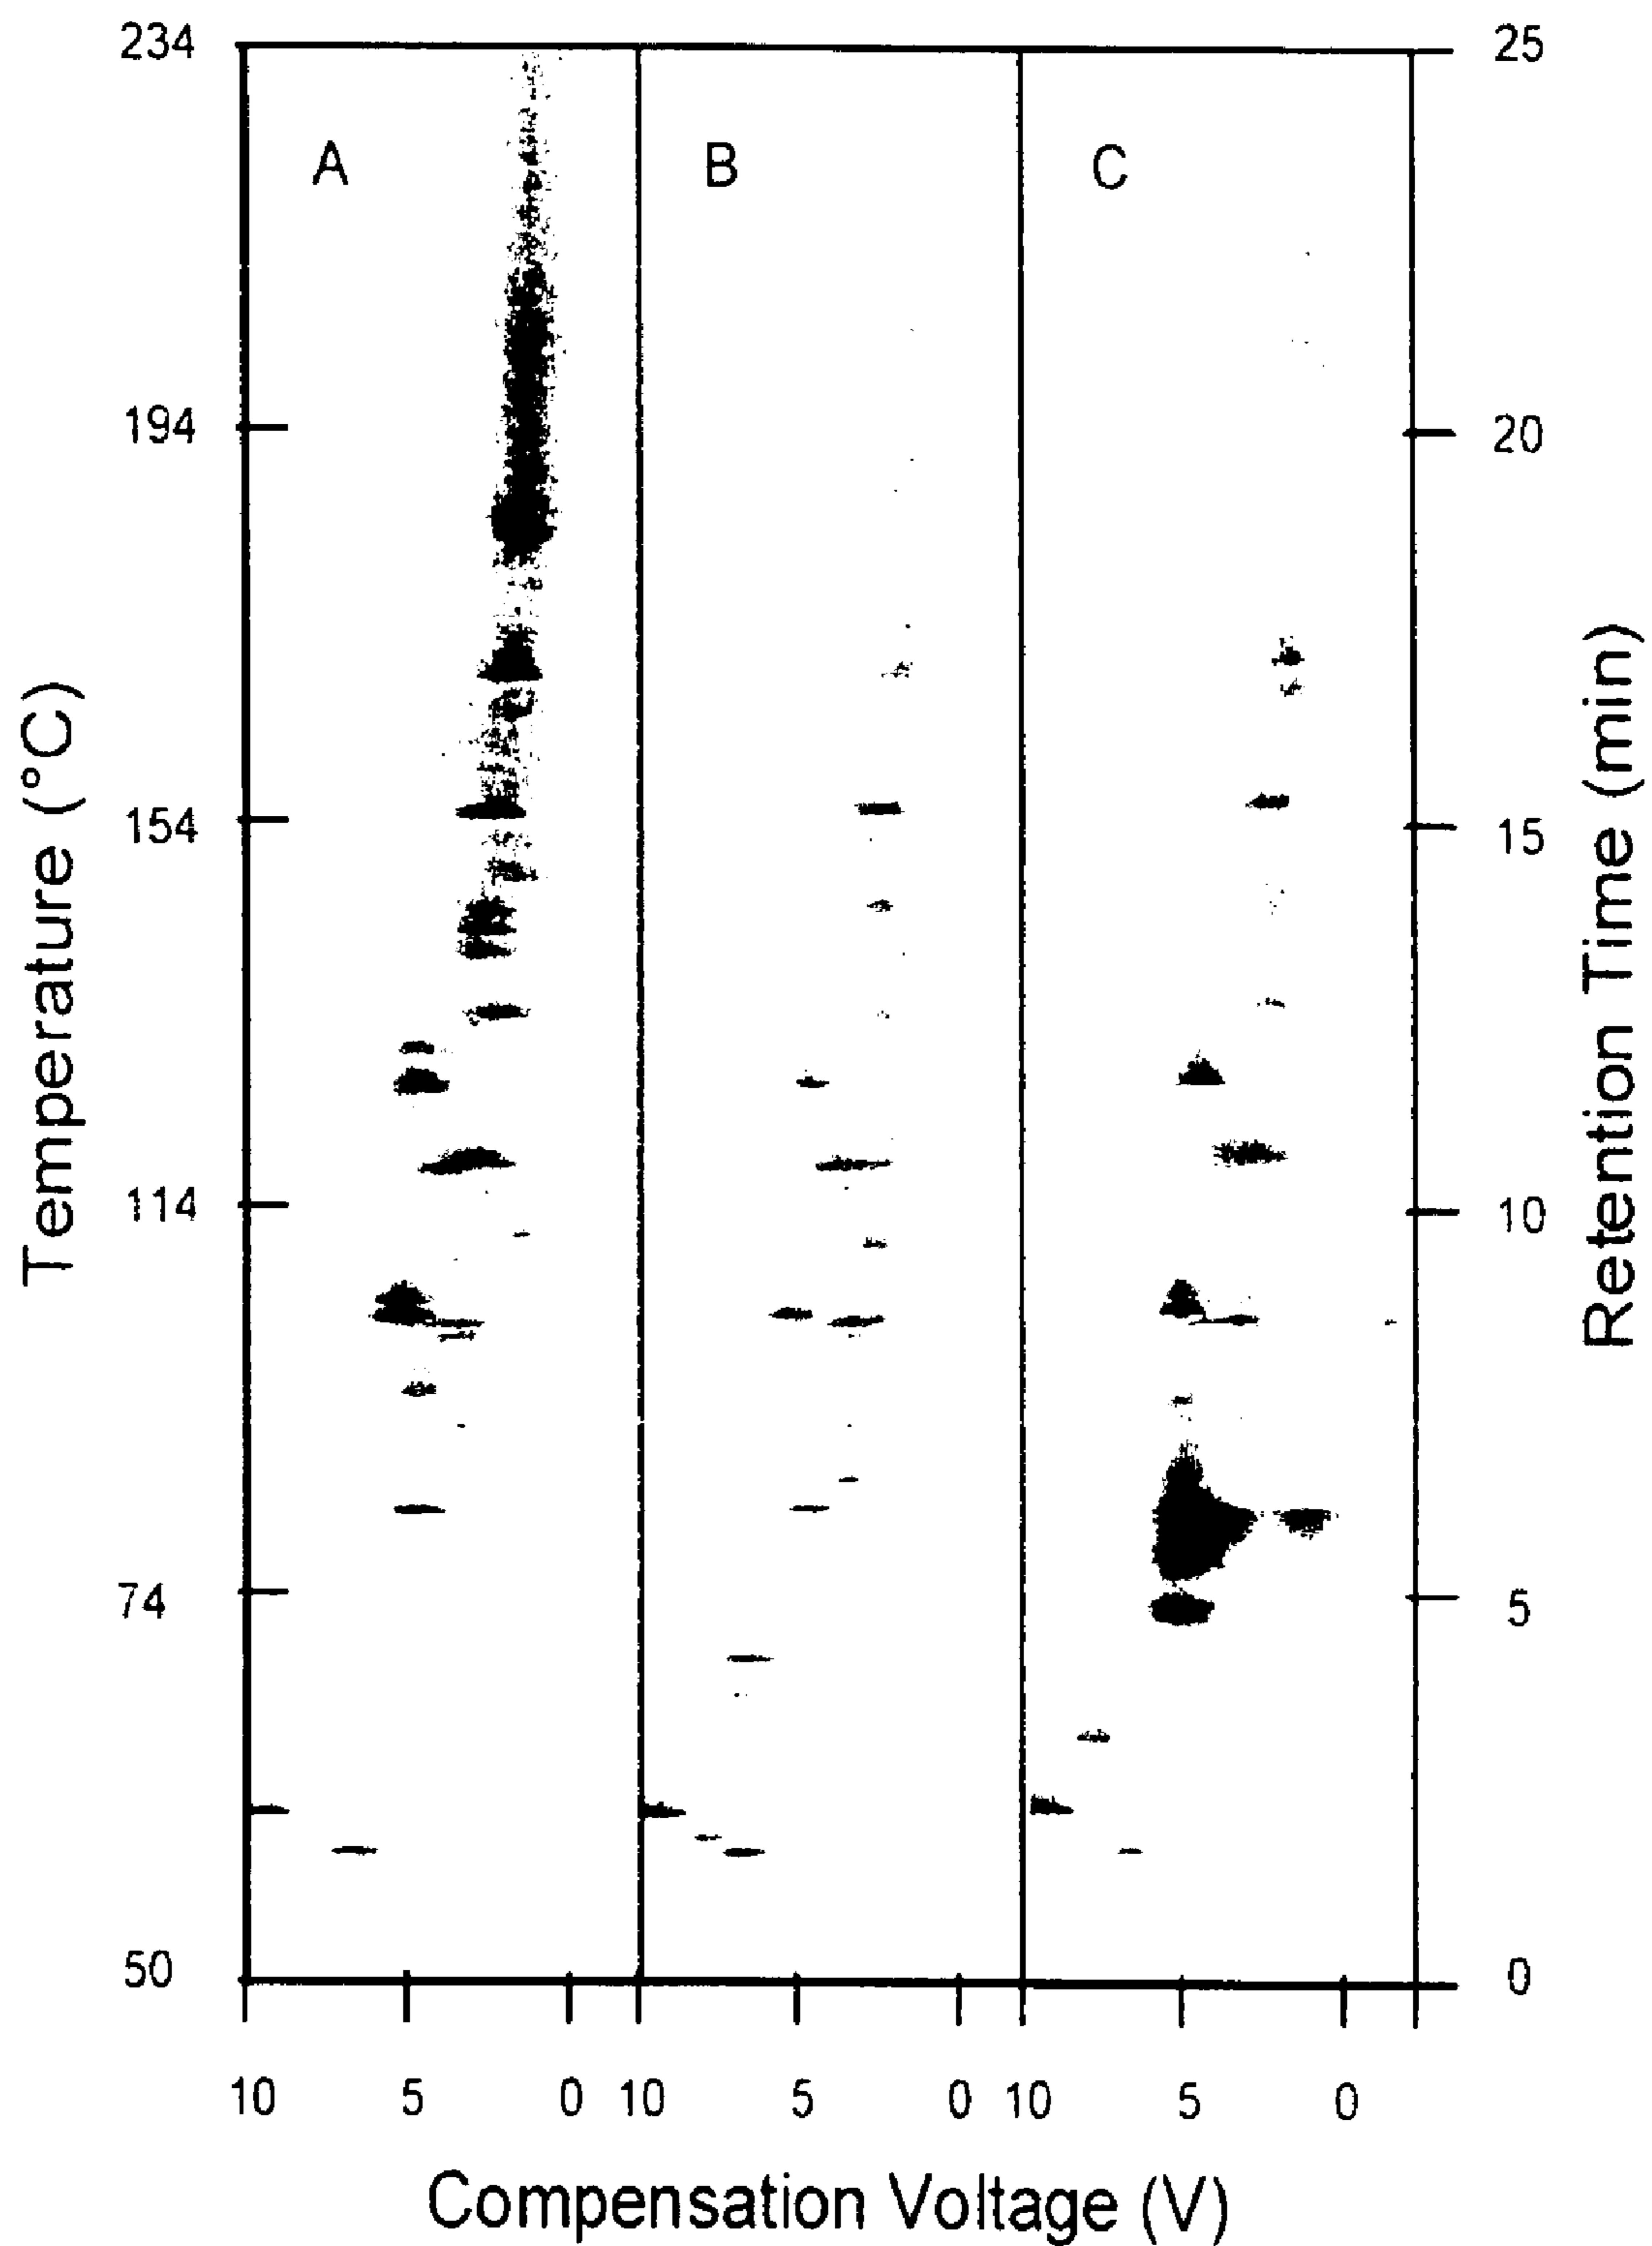 234
25
A
B
C
194
20
154
15
114
10
74
5
50
0
Temperature (°C)
Retention Time (min)
10 5 0 10 5 0 10 5 0
Compensation Voltage (V)